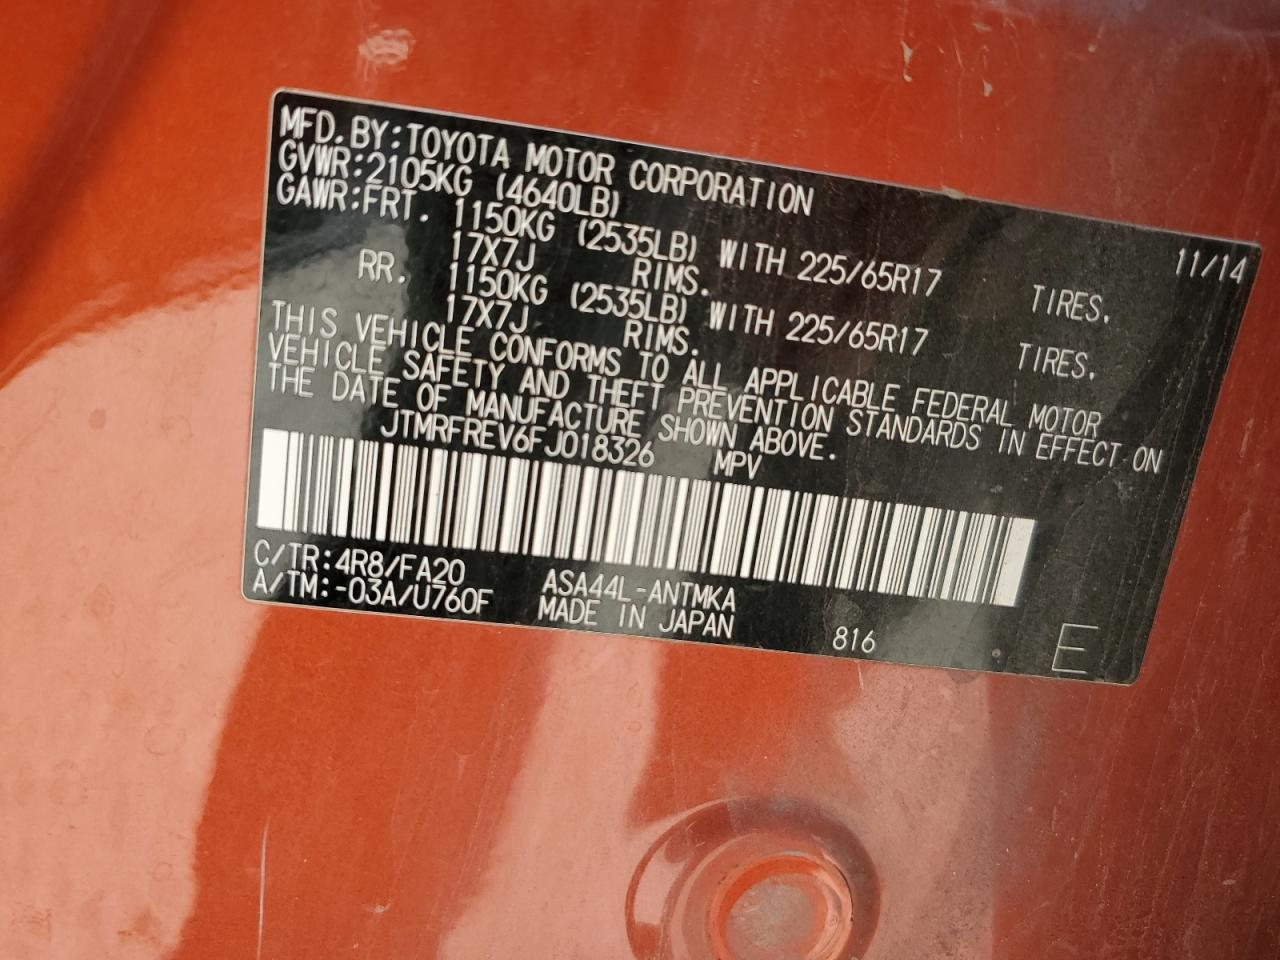 MFD.BY:TOYOTA MOTOR CORPORATION 11/14
GVWR:2105KG (4640LB)
GAWR:FRT. 1150KG (2535LB) WITH 225/65R17 TIRES.
17X7J RIMS.
RR. 1150KG (2535LB) WITH 225/65R17 TIRES.
17X7J RIMS.
THIS VEHICLE CONFORMS TO ALL APPLICABLE FEDERAL MOTOR
VEHICLE SAFETY AND THEFT PREVENTION STANDARDS IN EFFECT ON
THE DATE OF MANUFACTURE SHOWN ABOVE.
JTMRFREV6FJ018326 MPV
C/TR:4R8/FA20 ASA44L-ANTMKA
A/TM:-03A/U760F MADE IN JAPAN 816 E